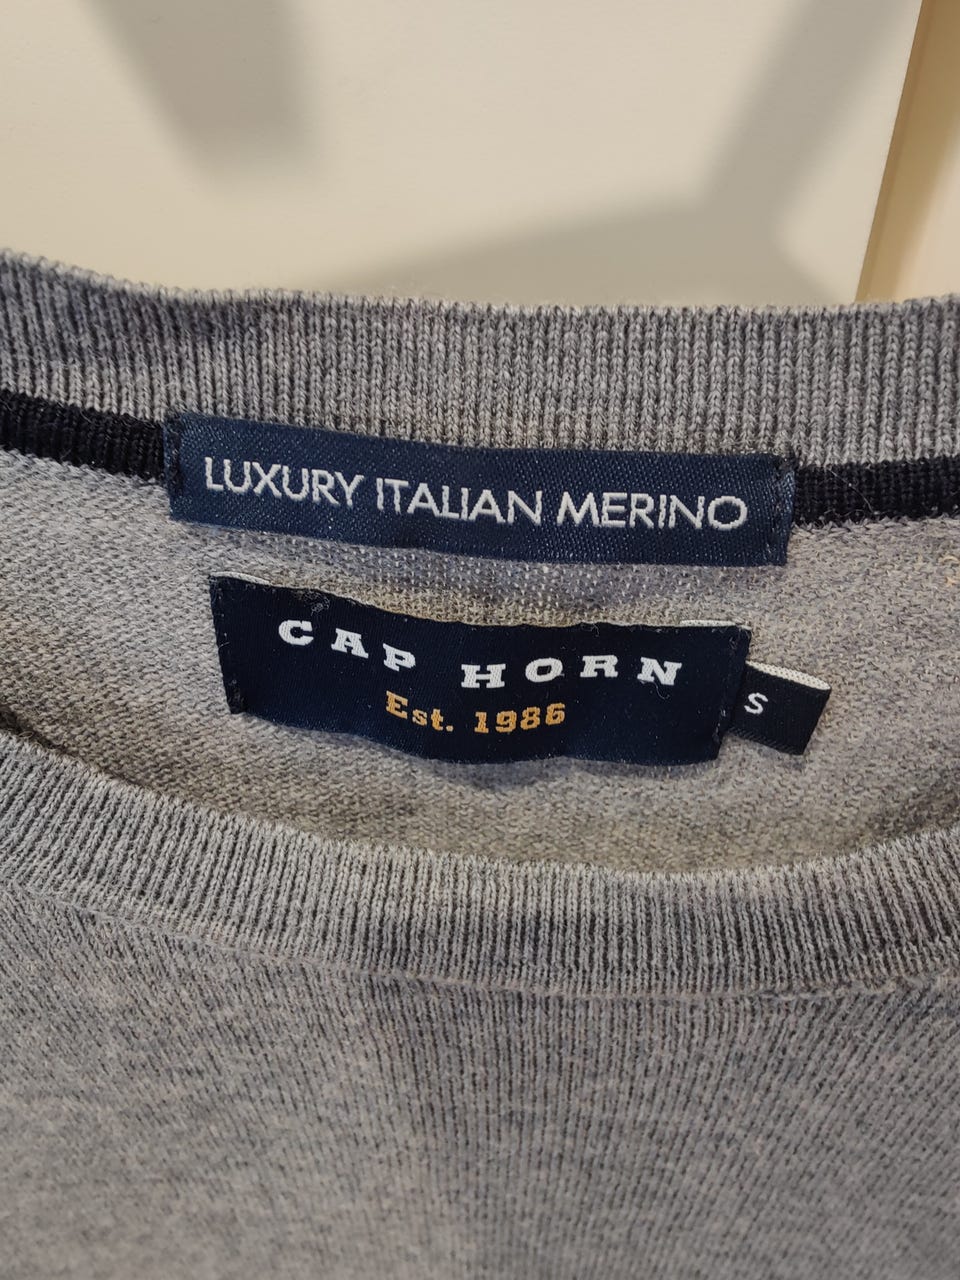 LUXURY ITALIAN MERINO
CAP HORN
Est. 1986
S